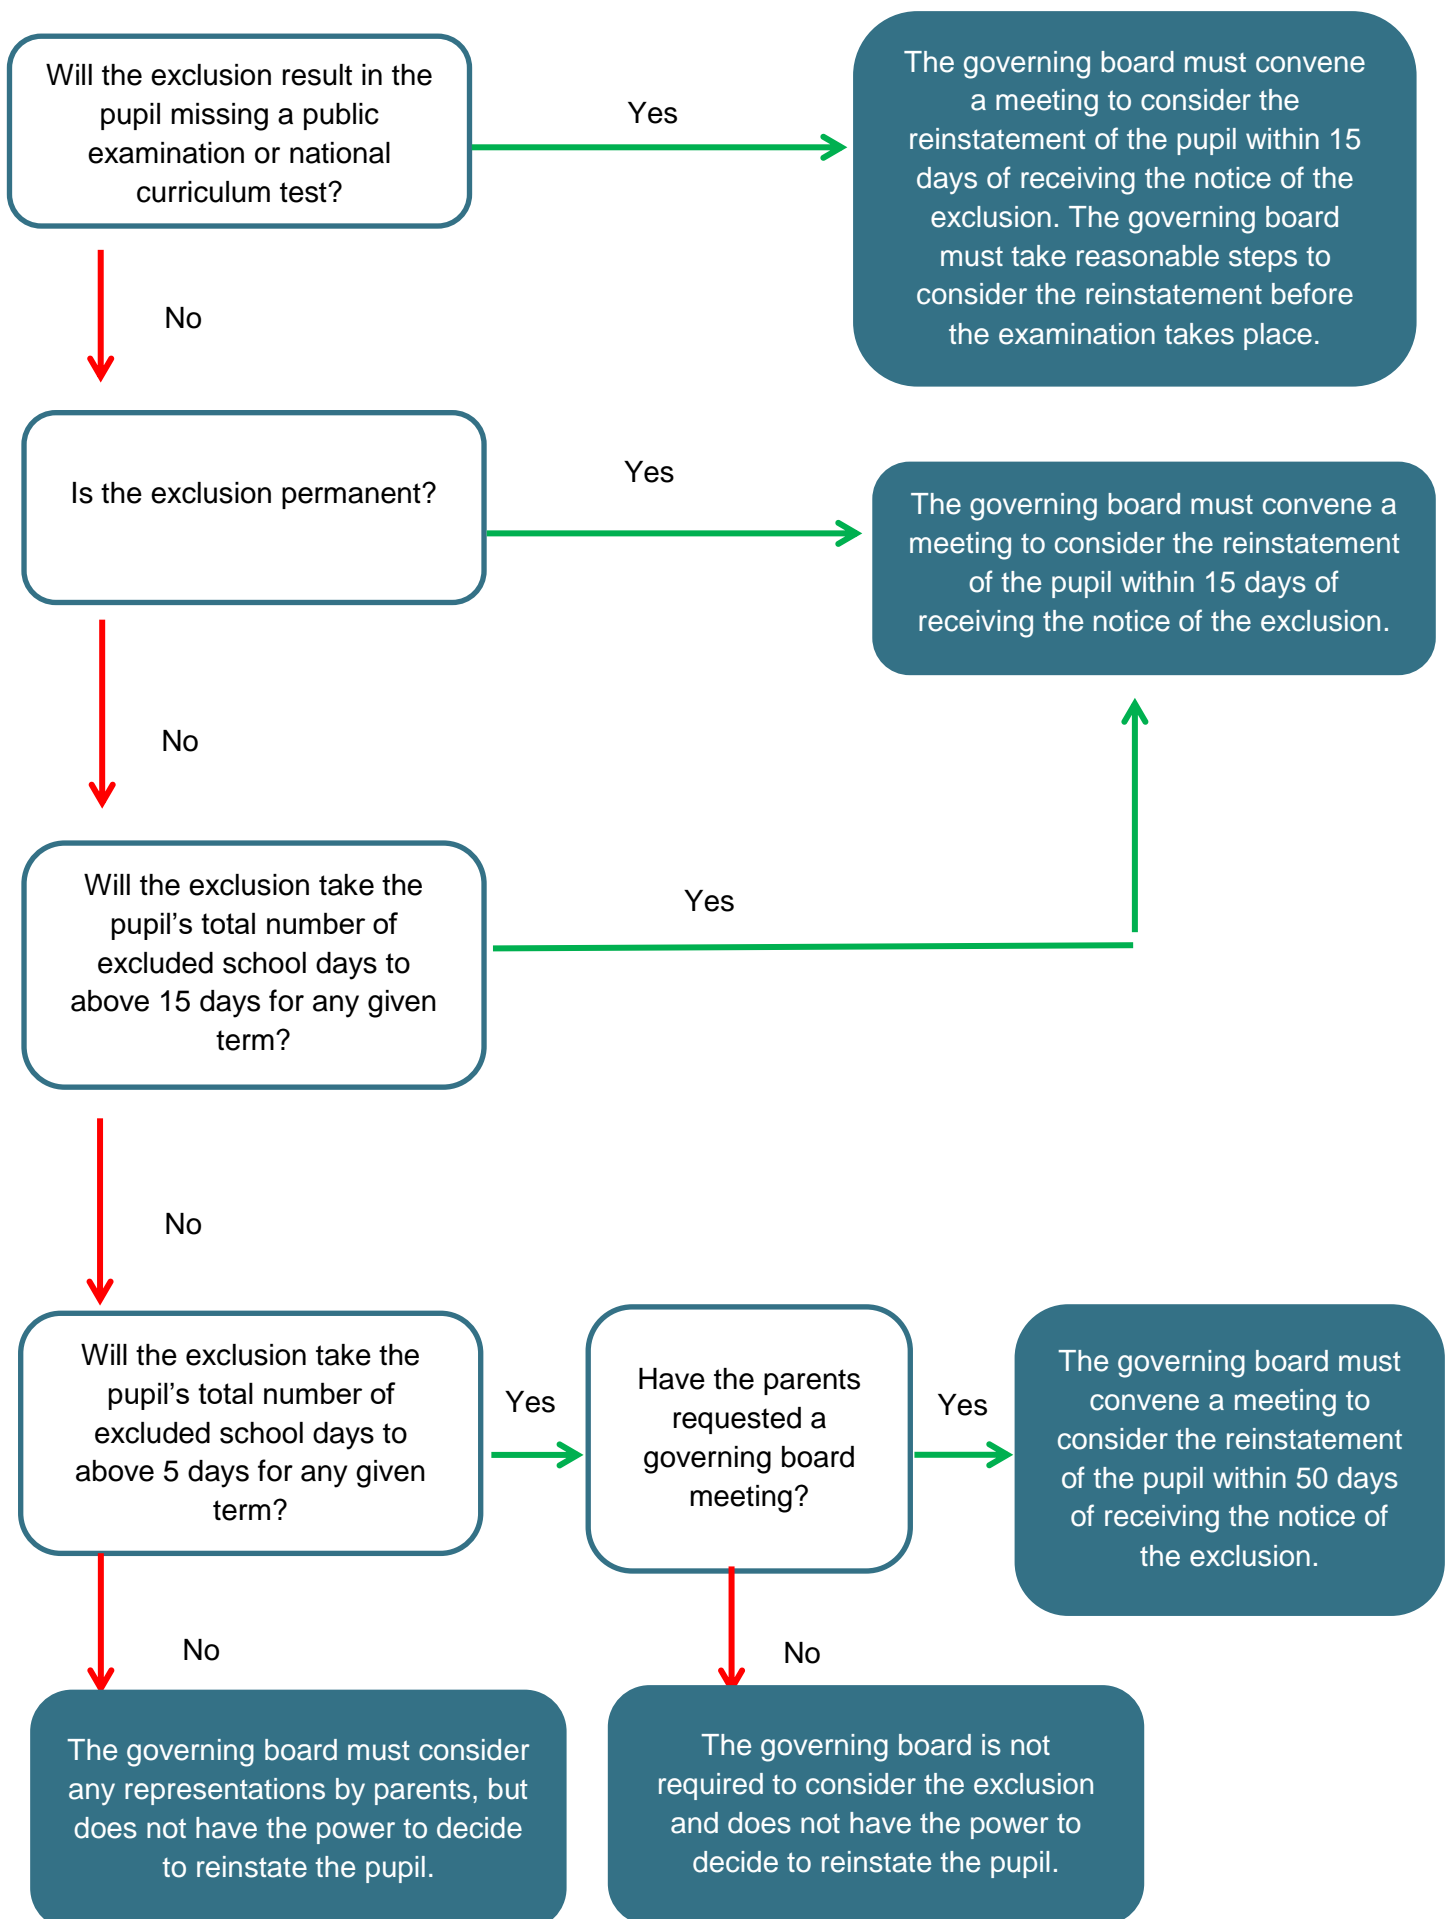 Will the exclusion result in the
pupil missing a public
examination or national
curriculum test?
Yes
The governing board must convene
a meeting to consider the
reinstatement of the pupil within 15
days of receiving the notice of the
exclusion. The governing board
must take reasonable steps to
consider the reinstatement before
the examination takes place.
No
Is the exclusion permanent?
Yes
The governing board must convene a
meeting to consider the reinstatement
of the pupil within 15 days of
receiving the notice of the exclusion.
No
Will the exclusion take the
pupil’s total number of
excluded school days to
above 15 days for any given
term?
Yes
No
Will the exclusion take the
pupil’s total number of
excluded school days to
above 5 days for any given
term?
Yes
Have the parents
requested a
governing board
meeting?
Yes
The governing board must
convene a meeting to
consider the reinstatement
of the pupil within 50 days
of receiving the notice of
the exclusion.
No
No
The governing board must consider
any representations by parents, but
does not have the power to decide
to reinstate the pupil.
The governing board is not
required to consider the exclusion
and does not have the power to
decide to reinstate the pupil.